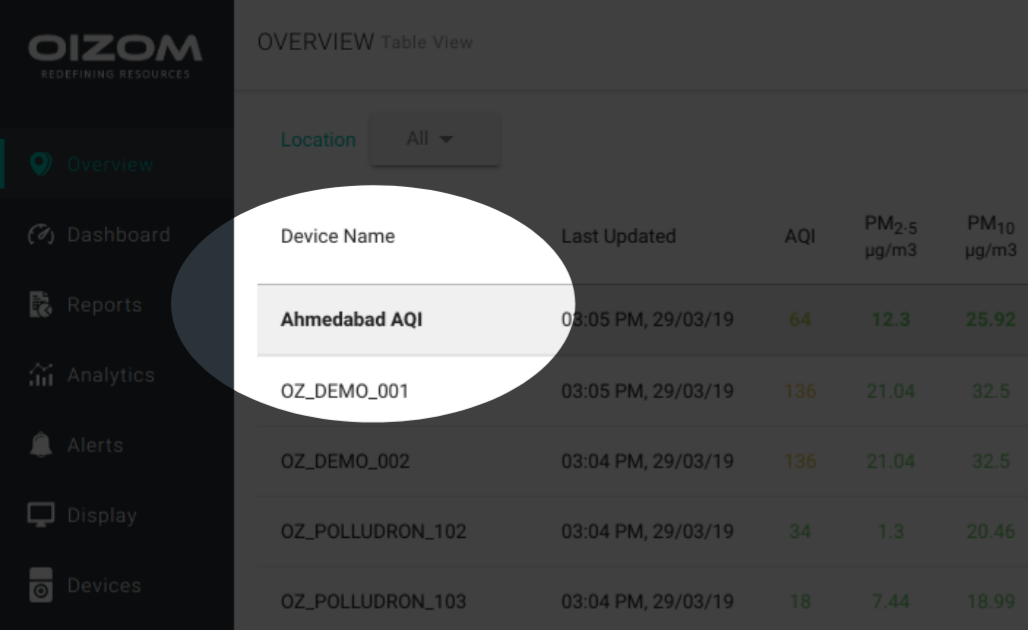 OIZOM
REDEFINING RESOURCES
Overview
Dashboard
Reports
Analytics
Alerts
Display
Devices
OVERVIEW Table View
Location All
Device Name Last Updated AQI PM2.5 µg/m3 PM10 µg/m3
Ahmedabad AQI 03:05 PM, 29/03/19 64 12.3 25.92
OZ_DEMO_001 03:05 PM, 29/03/19 136 21.04 32.5
OZ_DEMO_002 03:04 PM, 29/03/19 136 21.04 32.5
OZ_POLLUDRON_102 03:04 PM, 29/03/19 34 1.3 20.46
OZ_POLLUDRON_103 03:04 PM, 29/03/19 18 7.44 18.99